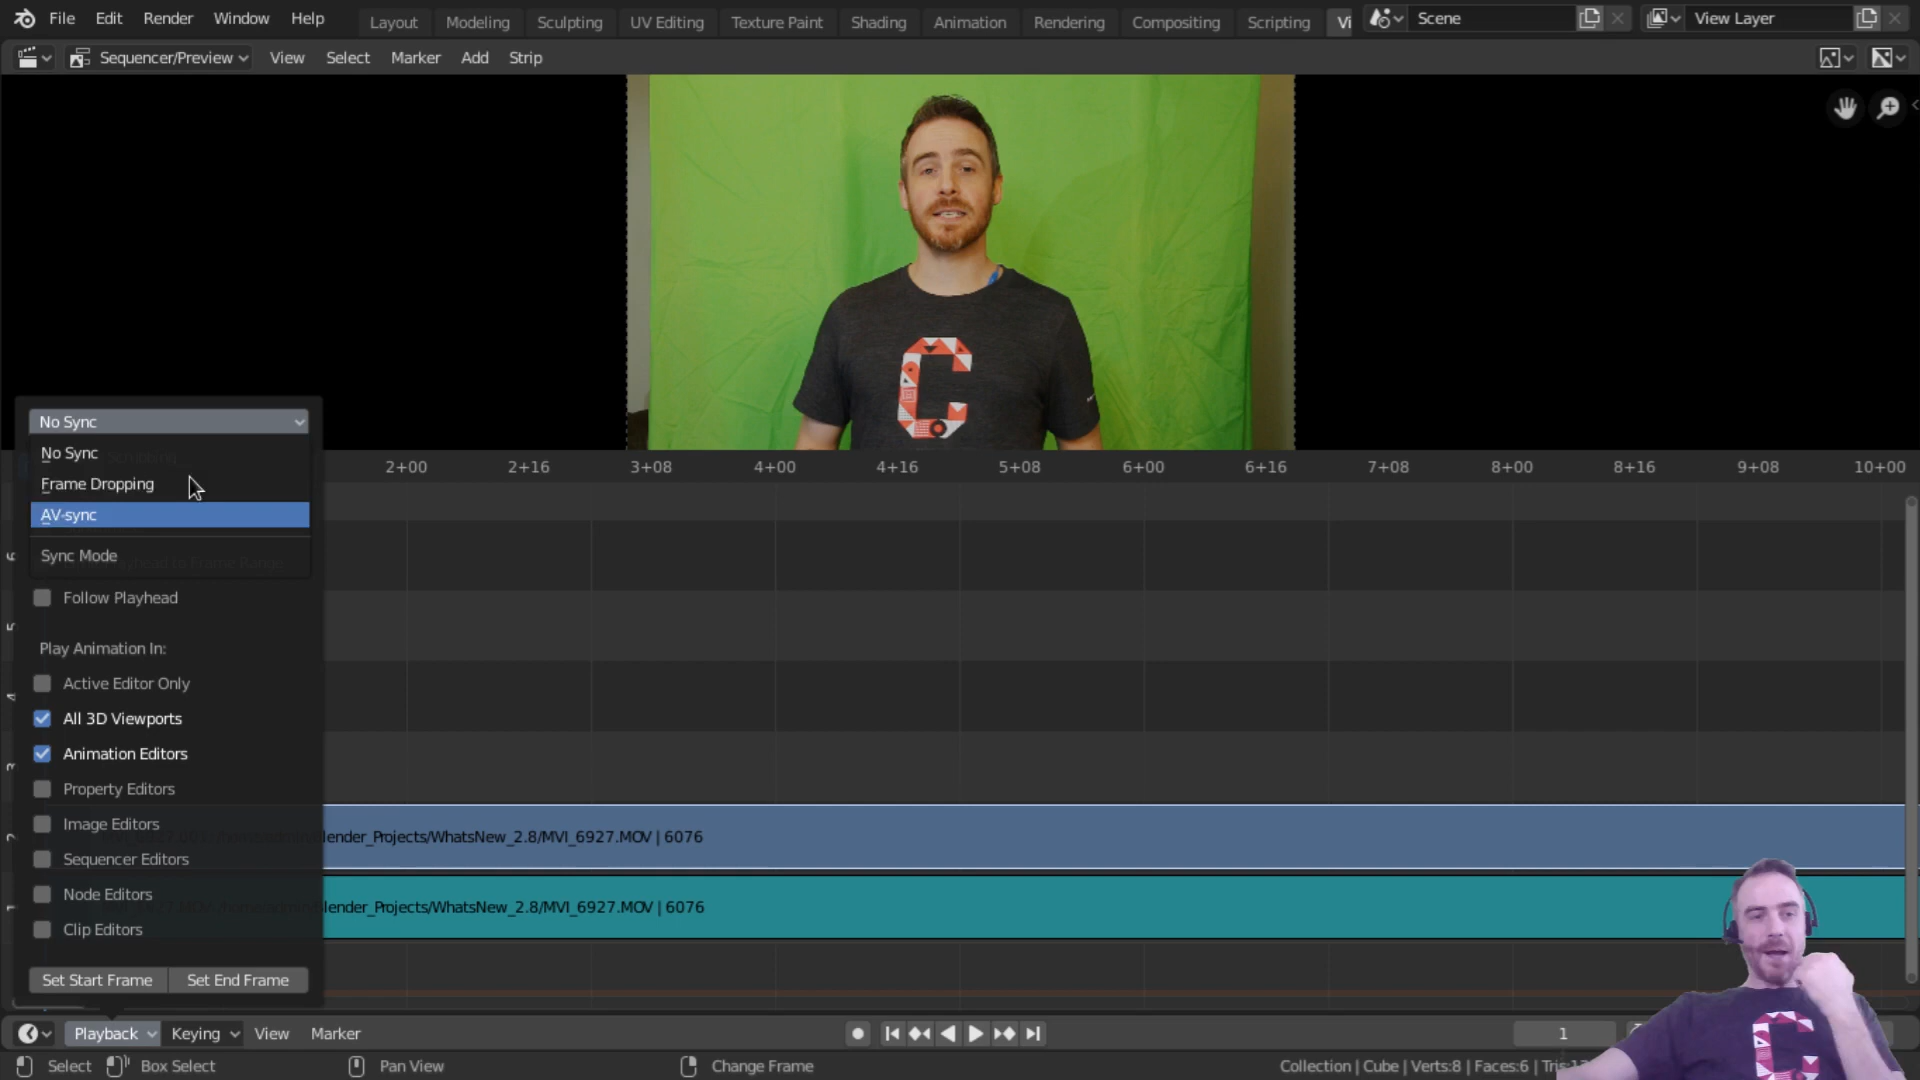 File Edit Render Window Help Layout Modeling Sculpting UV Editing Texture Paint Shading Animation Rendering Compositing Scripting Vi Scene View Layer
Sequencer/Preview View Select Marker Add Strip
C
No Sync
No Sync
Frame Dropping
AV-sync
Sync Mode
Follow Playhead
Play Animation In:
Active Editor Only
All 3D Viewports
Animation Editors
Property Editors
Image Editors
Sequencer Editors
Node Editors
Clip Editors
Set Start Frame Set End Frame
2+00 2+16 3+08 4+00 4+16 5+08 6+00 6+16 7+08 8+00 8+16 9+08 10+00
lender_Projects/WhatsNew_2.8/MVI_6927.MOV | 6076
lender_Projects/WhatsNew_2.8/MVI_6927.MOV | 6076
C
Playback Keying View Marker 1
Select Box Select Pan View Change Frame Collection | Cube | Verts:8 | Faces:6 |